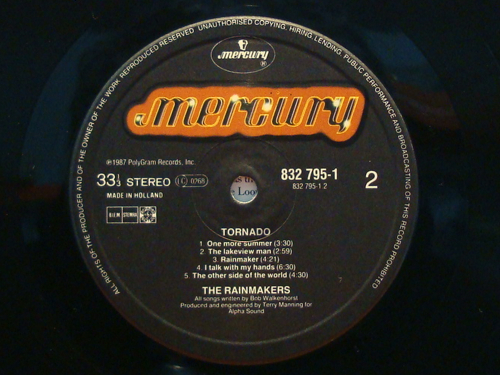 ALL RIGHTS OF THE PRODUCER AND OF THE OWNER OF THE WORK REPRODUCED RESERVED UNAUTHORISED COPYING, HIRING, LENDING, PUBLIC PERFORMANCE AND BROADCASTING OF THIS RECORD PROHIBITED
mercury
mercury
℗1987 PolyGram Records, Inc.
33 1/3 STEREO
LC 0268
832 795-1
2
MADE IN HOLLAND
832 795-1 2
B.I.E.M. STEMRA
TORNADO
1. One more summer (3:30)
2. The lakeview man (2:59)
3. Rainmaker (4:21)
4. I talk with my hands (6:30)
5. The other side of the world (4:30)
THE RAINMAKERS
All songs written by Bob Walkenhorst
Produced and engineered by Terry Manning for
Alpha Sound